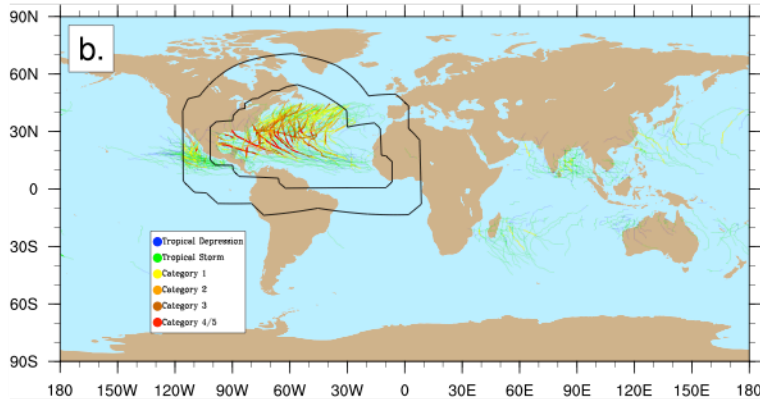 b.
90N
60N
30N
0
30S
60S
90S
Tropical Depression
Tropical Storm
Category 1
Category 2
Category 3
Category 4/5
180 150W 120W 90W 60W 30W 0 30E 60E 90E 120E 150E 180